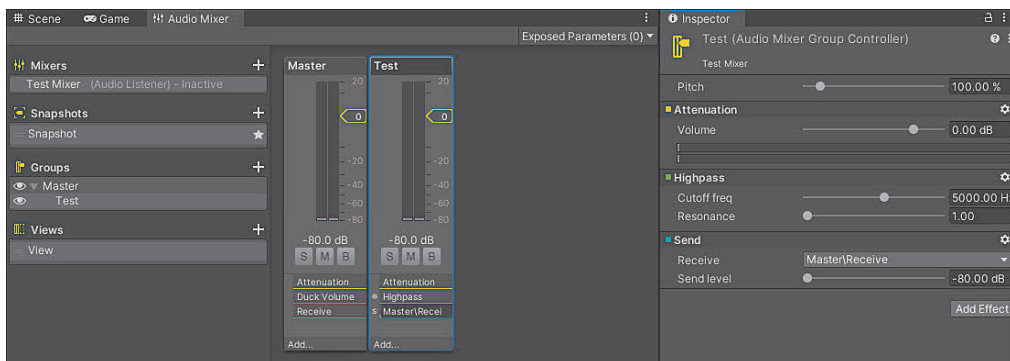 Scene
Game
Audio Mixer
Exposed Parameters (0)
Mixers
Test Mixer (Audio Listener) - Inactive
Snapshots
Snapshot
Groups
Master
Test
Views
View
Master
20
0
-20
-40
-60
-80
-80.0 dB
S M B
Attenuation
Duck Volume
Receive
Add...
Test
20
0
-20
-40
-60
-80
-80.0 dB
S M B
Attenuation
Highpass
S Master\Recei
Add...
Inspector
Test (Audio Mixer Group Controller)
Test Mixer
Pitch 100.00 %
Attenuation
Volume 0.00 dB
Highpass
Cutoff freq 5000.00 H
Resonance 1.00
Send
Receive Master\Receive
Send level -80.00 dB
Add Effect